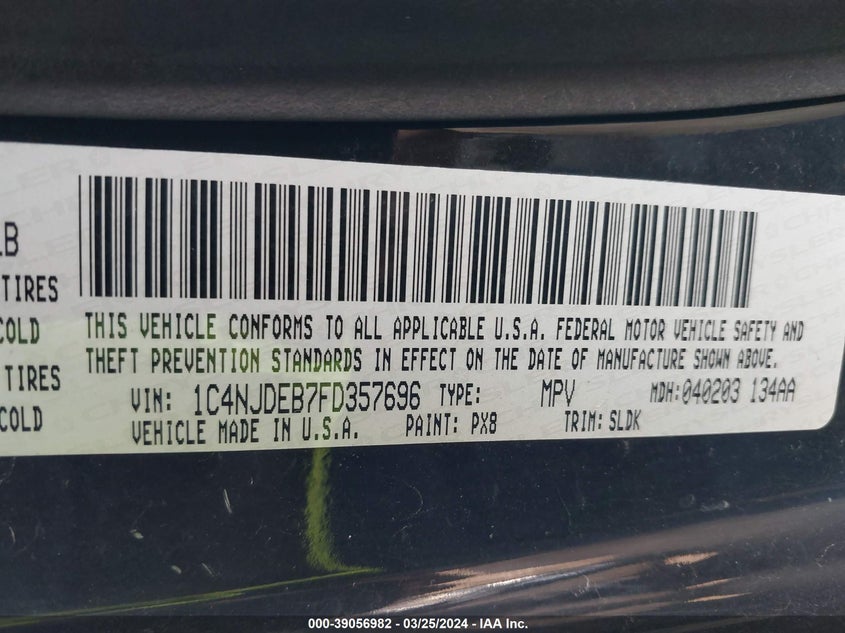 LB
TIRES
COLD
TIRES
COLD
THIS VEHICLE CONFORMS TO ALL APPLICABLE U.S.A. FEDERAL MOTOR VEHICLE SAFETY AND
THEFT PREVENTION STANDARDS IN EFFECT ON THE DATE OF MANUFACTURE SHOWN ABOVE.
VIN: 1C4NJDEB7FD357696 TYPE: MPV MDH:040203 134AA
VEHICLE MADE IN U.S.A. PAINT: PX8 TRIM: SLDK
000-39056982 - 03/25/2024 - IAA Inc.